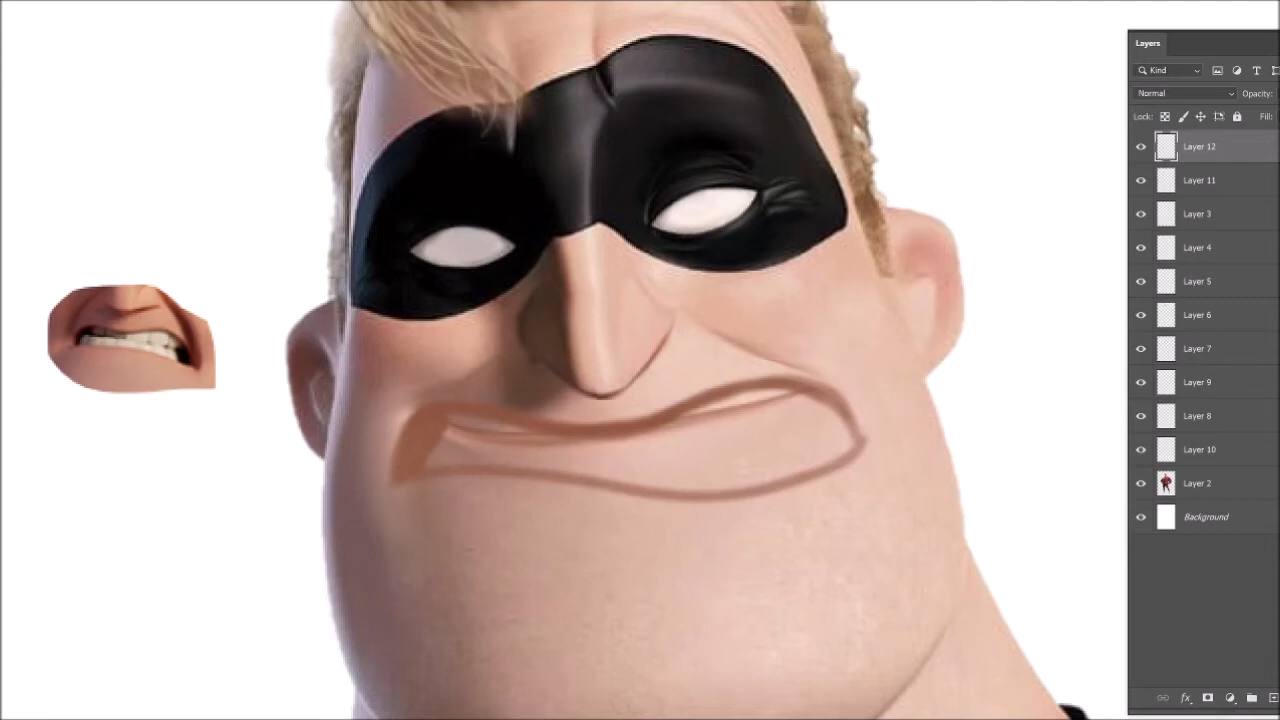 Layers
Kind
Normal Opacity:
Lock: Fill:
Layer 12
Layer 11
Layer 3
Layer 4
Layer 5
Layer 6
Layer 7
Layer 9
Layer 8
Layer 10
Layer 2
Background
fx